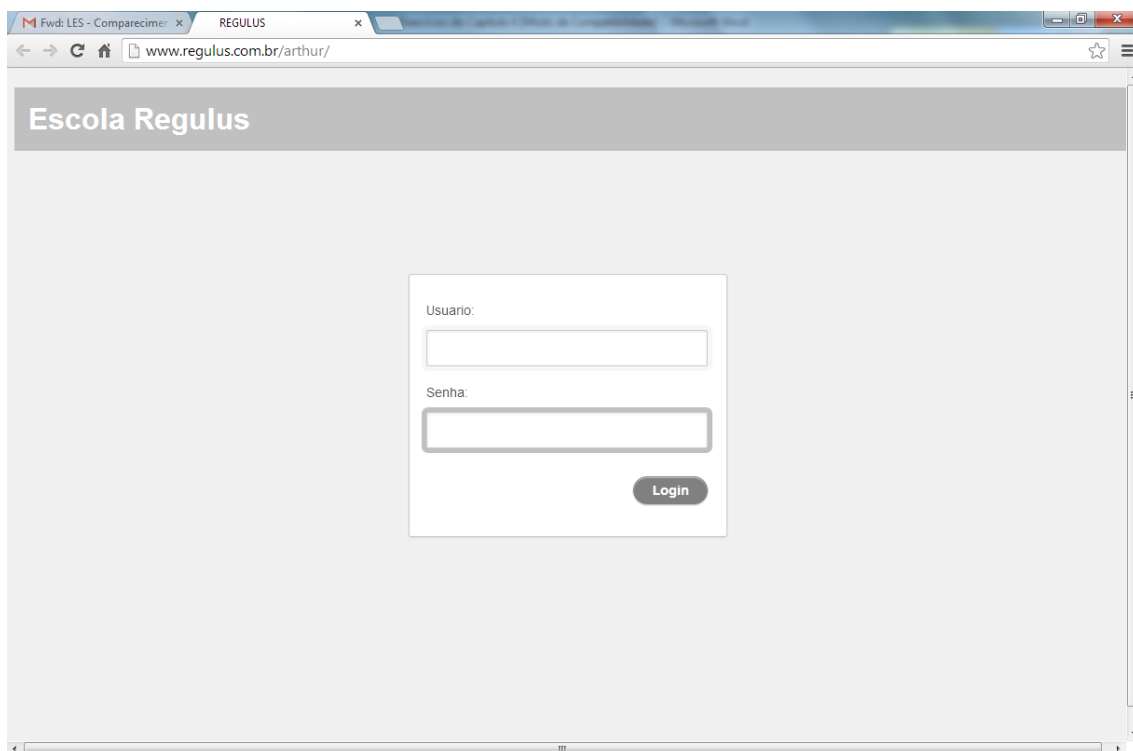 Fwd: LES - Comparecimer
REGULUS
www.regulus.com.br/arthur/
Escola Regulus
Usuario:
Senha:
Login